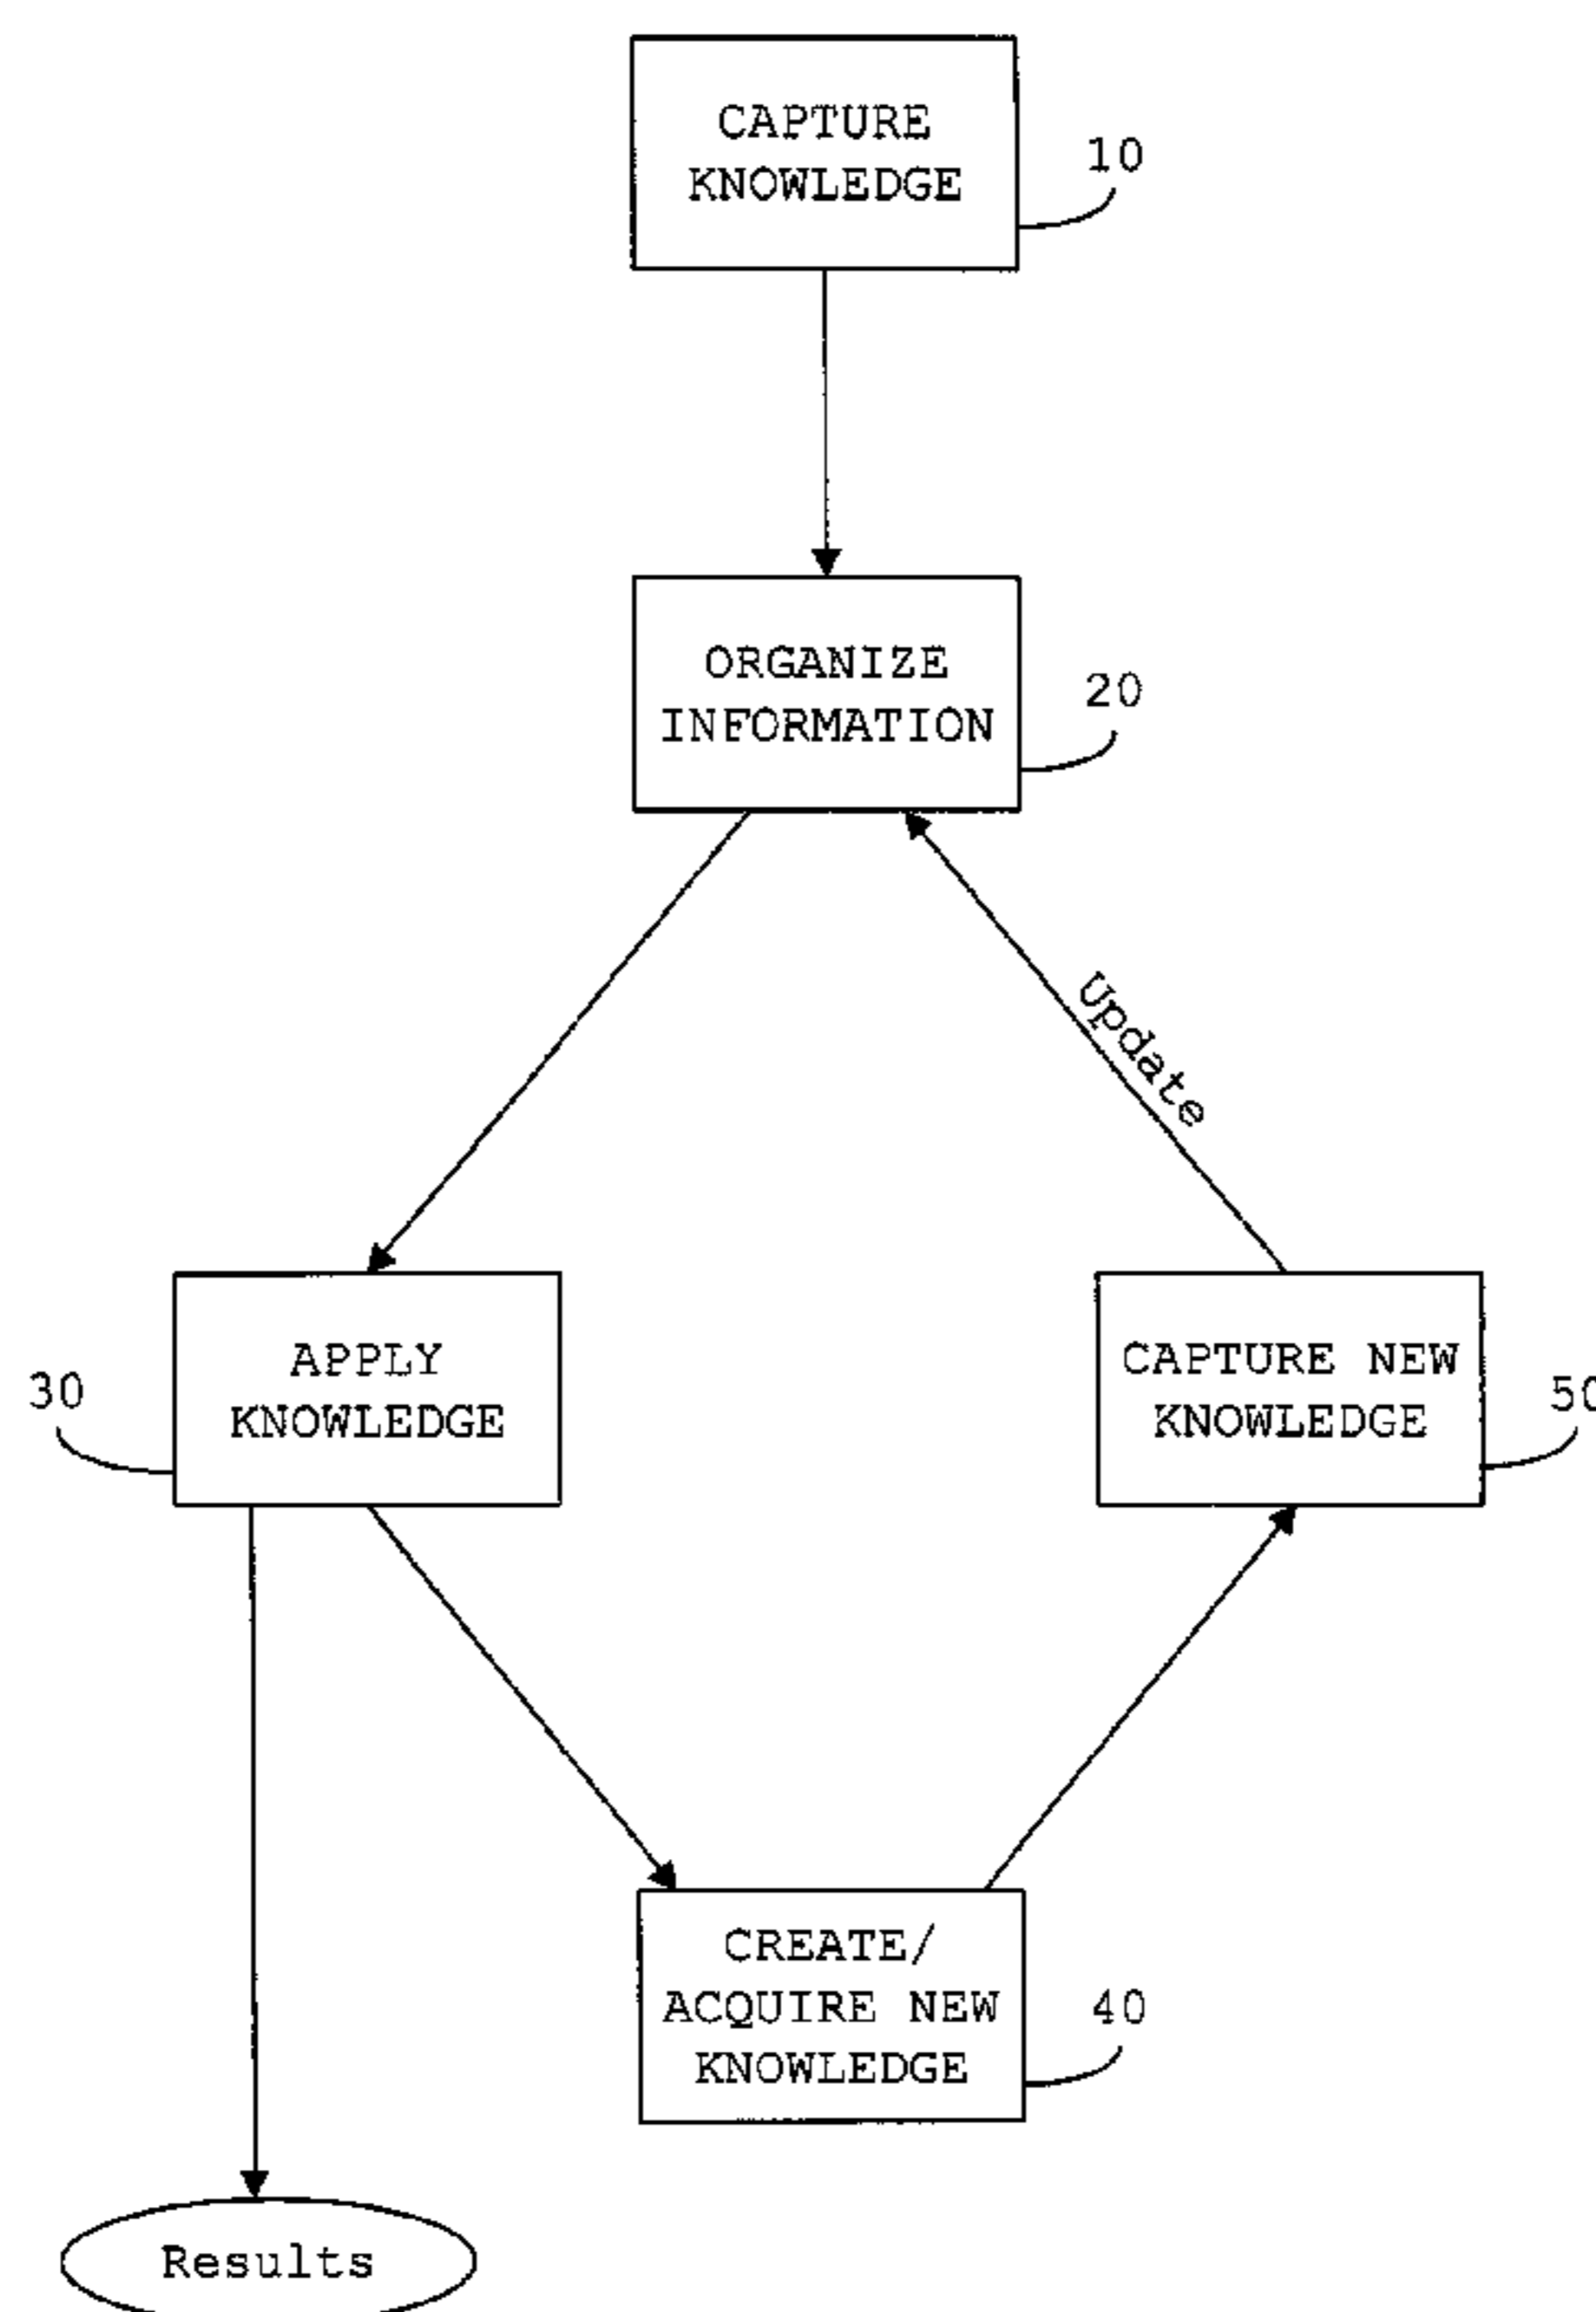 CAPTURE
KNOWLEDGE
10
ORGANIZE
INFORMATION
20
Update
APPLY
KNOWLEDGE
30
CAPTURE NEW
KNOWLEDGE
50
CREATE/
ACQUIRE NEW
KNOWLEDGE
40
Results